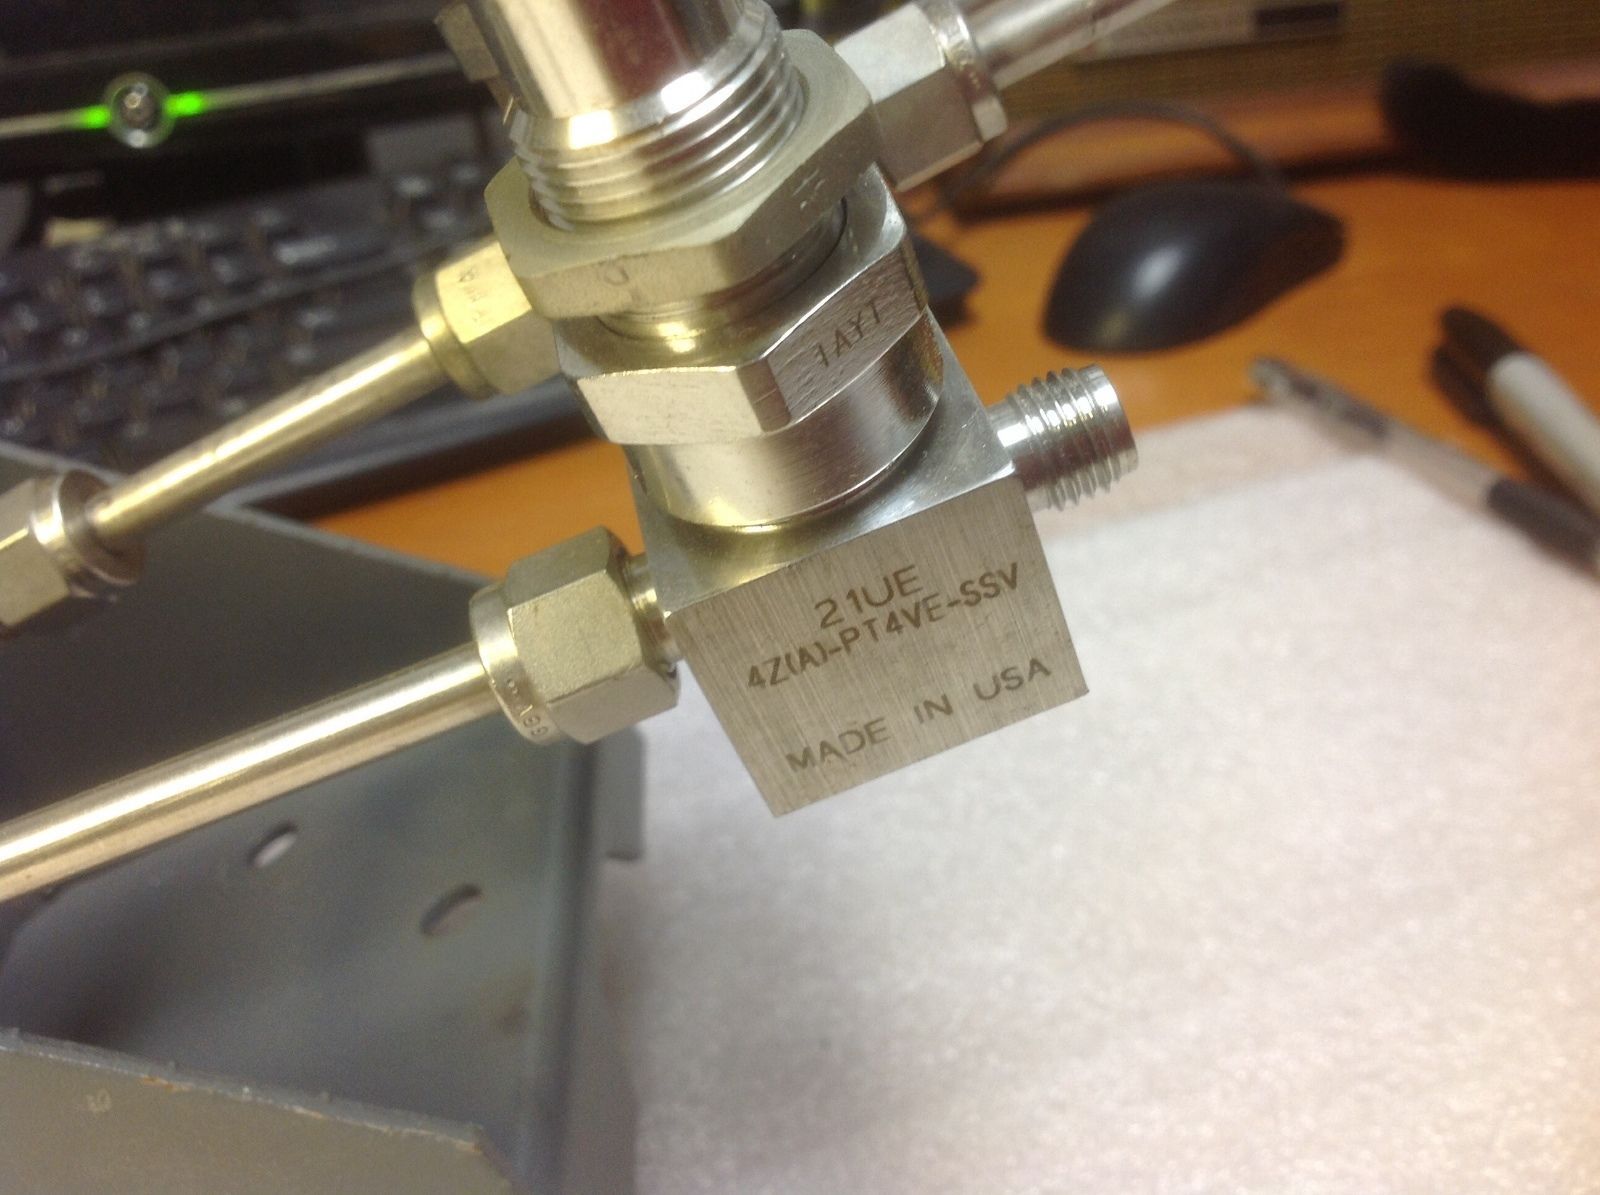 1AYT
21UE
4Z(A)-PT4VE-SSV
MADE IN USA